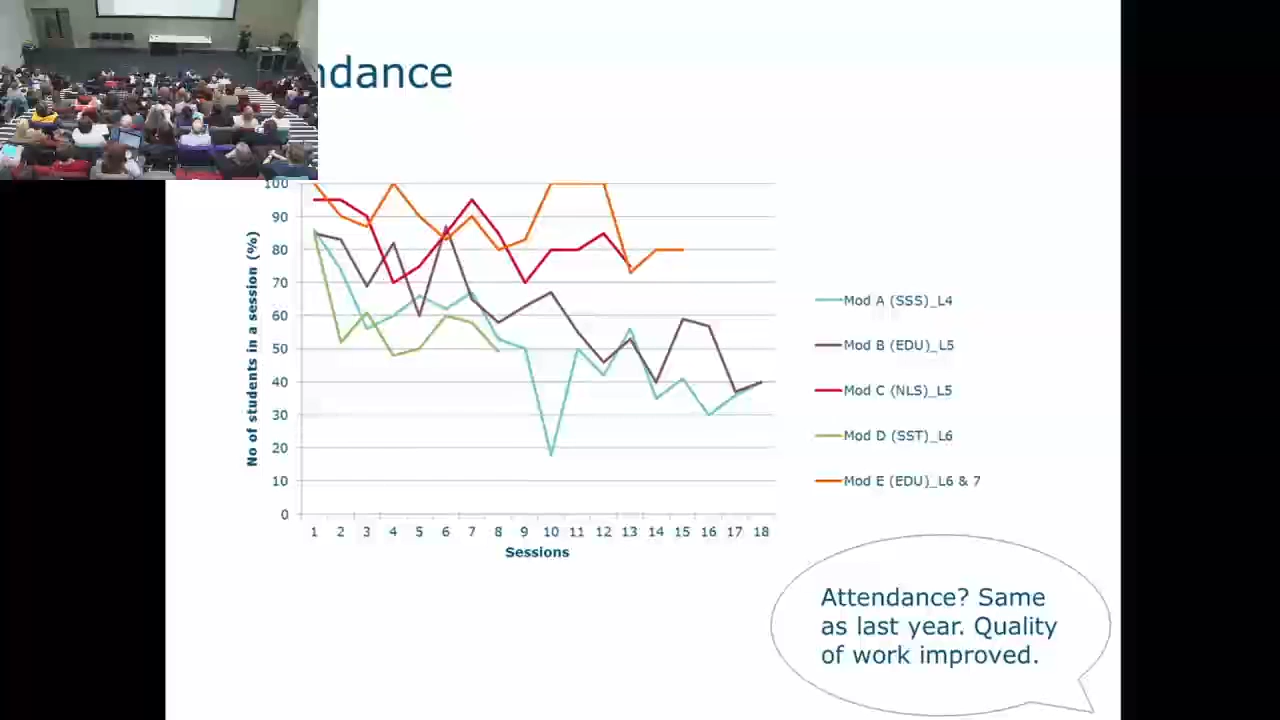 ndance
100
90
80
70
60
50
40
30
20
10
0
No of students in a session (%)
1 2 3 4 5 6 7 8 9 10 11 12 13 14 15 16 17 18
Sessions
Mod A (SSS)_L4
Mod B (EDU)_L5
Mod C (NLS)_L5
Mod D (SST)_L6
Mod E (EDU)_L6 & 7
Attendance? Same
as last year. Quality
of work improved.